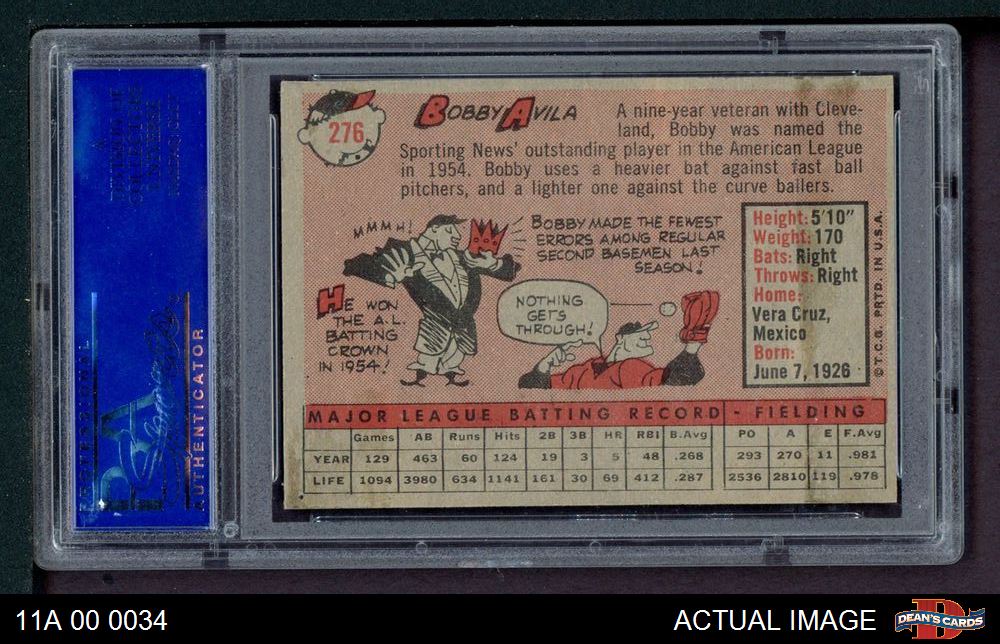 276
BOBBY AVILA
A nine-year veteran with Cleve-
land, Bobby was named the
Sporting News' outstanding player in the American League
in 1954. Bobby uses a heavier bat against fast ball
pitchers, and a lighter one against the curve ballers.
MMMH!
HE WON
THE A.L.
BATTING
CROWN
IN 1954!
BOBBY MADE THE FEWEST
ERRORS AMONG REGULAR
SECOND BASEMEN LAST
SEASON!
NOTHING
GETS
THROUGH!
Height: 5'10"
Weight: 170
Bats: Right
Throws: Right
Home:
Vera Cruz,
Mexico
Born:
June 7, 1926
©T.C.G. PRTD. IN U.S.A.
MAJOR LEAGUE BATTING RECORD - FIELDING
Games AB Runs Hits 2B 3B HR RBI B.Avg PO A E F.Avg
YEAR 129 463 60 124 19 3 5 48 .268 293 270 11 .981
LIFE 1094 3980 634 1141 161 30 69 412 .287 2536 2810 119 .978
PSA
AUTHENTICATOR
11A 00 0034
ACTUAL IMAGE
D
DEAN'S CARDS